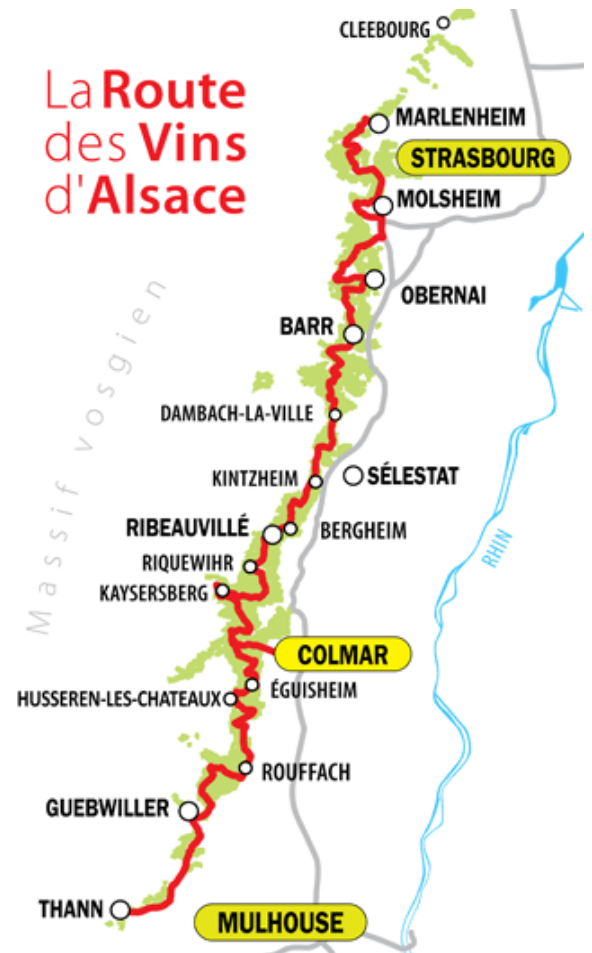 CLEEBOURG
La Route
des Vins
d'Alsace
MARLENHEIM
STRASBOURG
MOLSHEIM
OBERNAI
BARR
Massif vosgien
DAMBACH-LA-VILLE
KINTZHEIM
SÉLESTAT
RIBEAUVILLÉ
BERGHEIM
RHIN
RIQUEWIHR
KAYSERSBERG
COLMAR
ÉGUISHEIM
HUSSEREN-LES-CHATEAUX
ROUFFACH
GUEBWILLER
THANN
MULHOUSE